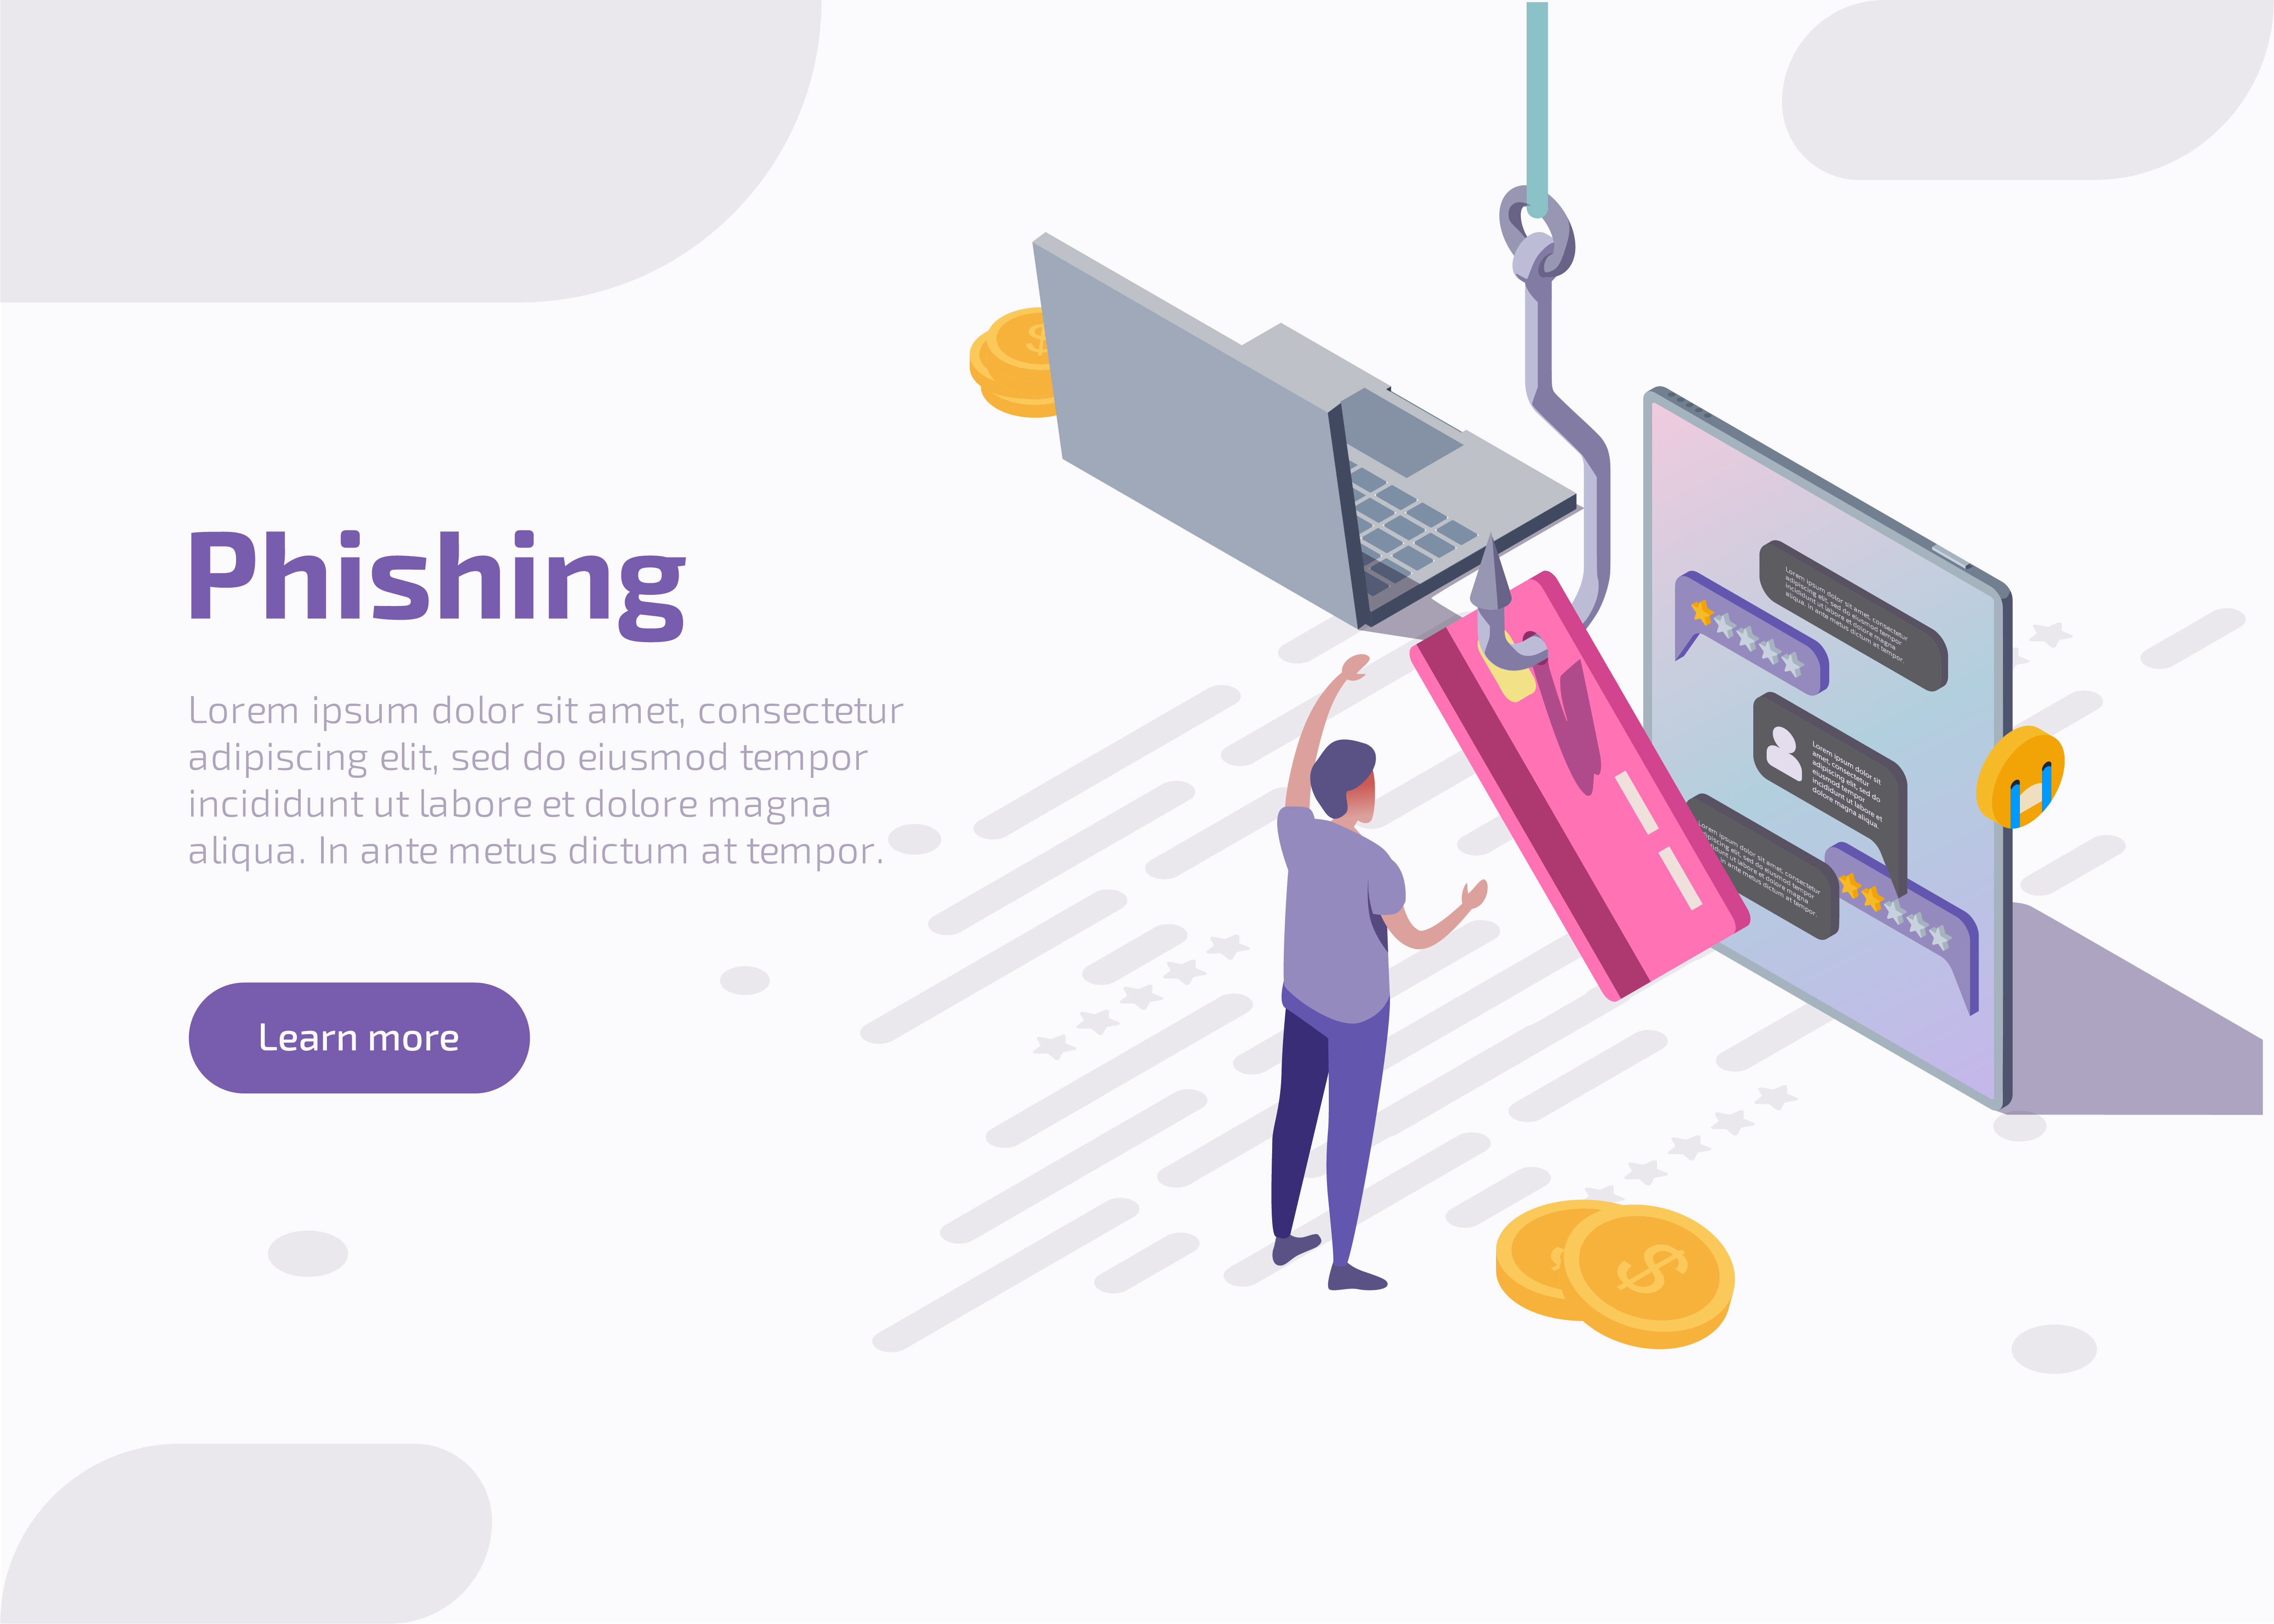 Phishing
Lorem ipsum dolor sit amet, consectetur
adipiscing elit, sed do eiusmod tempor
incididunt ut labore et dolore magna
aliqua. In ante metus dictum at tempor.
Learn more
$
$
$
Lorem ipsum dolor sit amet, consectetur
adipiscing elit, sed do eiusmod tempor
incididunt ut labore et dolore magna
aliqua. In ante metus dictum at tempor.
Lorem ipsum dolor sit
amet, consectetur
adipiscing elit, sed do
eiusmod tempor
incididunt ut labore et
dolore magna aliqua.
Lorem ipsum dolor sit amet, consectetur
adipiscing elit, sed do eiusmod tempor
incididunt ut labore et dolore magna
In ante metus dictum at tempor.